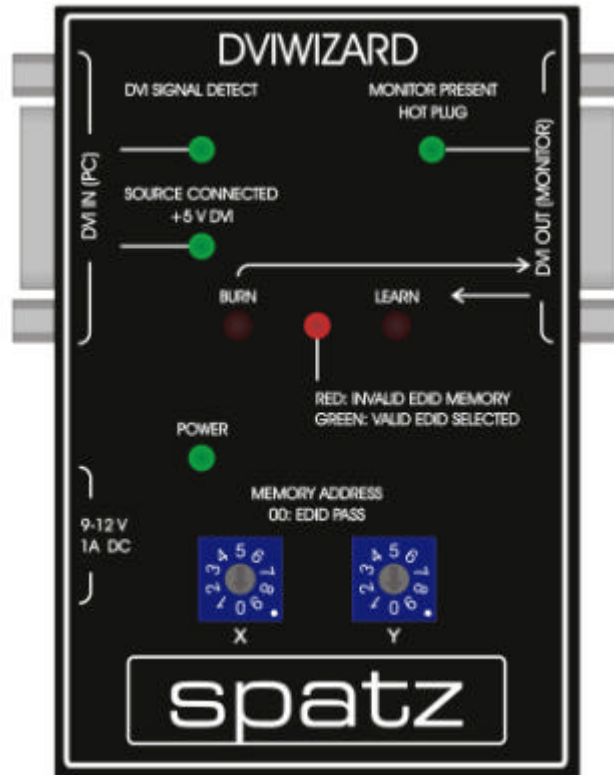 DVIWIZARD
DVI SIGNAL DETECT
MONITOR PRESENT
HOT PLUG
DVI IN (PC)
DVI OUT (MONITOR)
SOURCE CONNECTED
+5 V DVI
BURN
LEARN
RED: INVALID EDID MEMORY
GREEN: VALID EDID SELECTED
POWER
9-12 V
1A DC
MEMORY ADDRESS
00: EDID PASS
0 1 2 3 4 5 6 7 8 9
0 1 2 3 4 5 6 7 8 9
X
Y
spatz